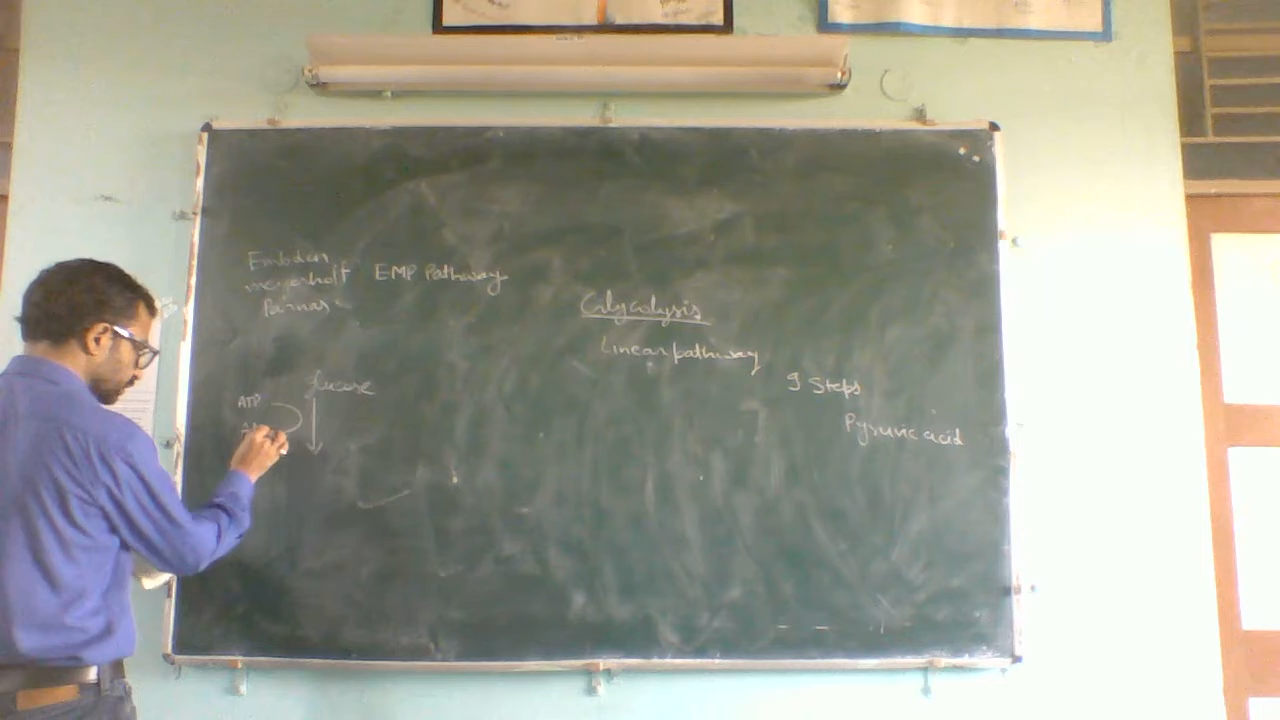 Embden
meyerhoff
Parnas
EMP Pathway
Glycolysis
Linear pathway
9 Steps
Pyruvic acid
glucose
ATP